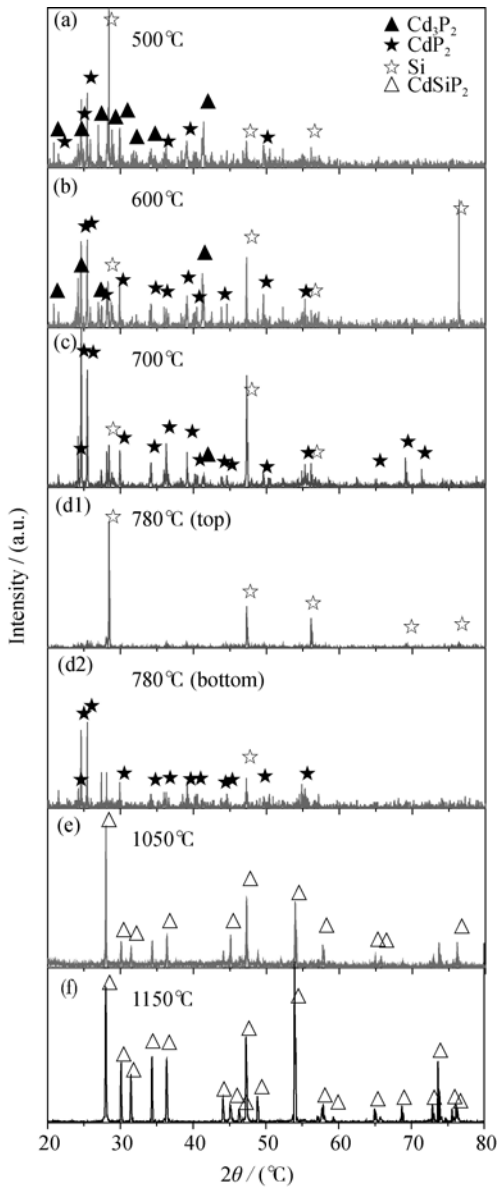 (a)
500℃
▲ Cd₃P₂
★ CdP₂
☆ Si
△ CdSiP₂
(b)
600℃
(c)
700℃
(d1)
780℃ (top)
(d2)
780℃ (bottom)
(e)
1050℃
(f)
1150℃
Intensity / (a.u.)
20 30 40 50 60 70 80
2θ / (℃)